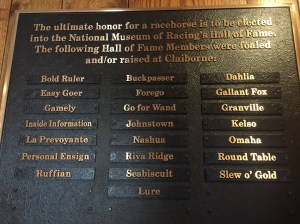 The ultimate honor for a racehorse is to be elected
into the National Museum of Racing's Hall of Fame.
The following Hall of Fame Members were foaled
and/or raised at Claiborne:
Bold Ruler
Buckpasser
Dahlia
Easy Goer
Forego
Gallant Fox
Gamely
Go for Wand
Granville
Inside Information
Johnstown
Kelso
La Prevoyante
Nashua
Omaha
Personal Ensign
Riva Ridge
Round Table
Ruffian
Seabiscuit
Slew o' Gold
Lure